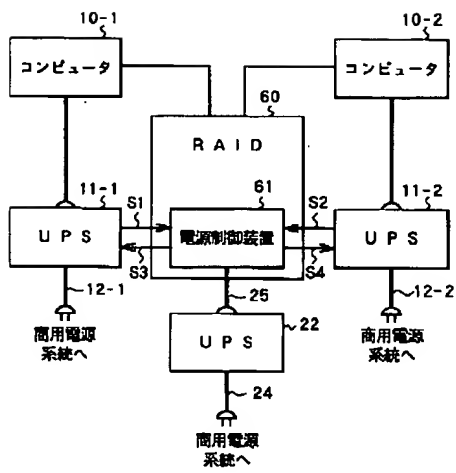 10-1
10-2
コンピュータ
コンピュータ
60
RAID
11-1
61
11-2
S1
S2
UPS
電源制御装置
UPS
S3
S4
12-1
25
12-2
22
商用電源
系統へ
UPS
商用電源
系統へ
24
商用電源
系統へ